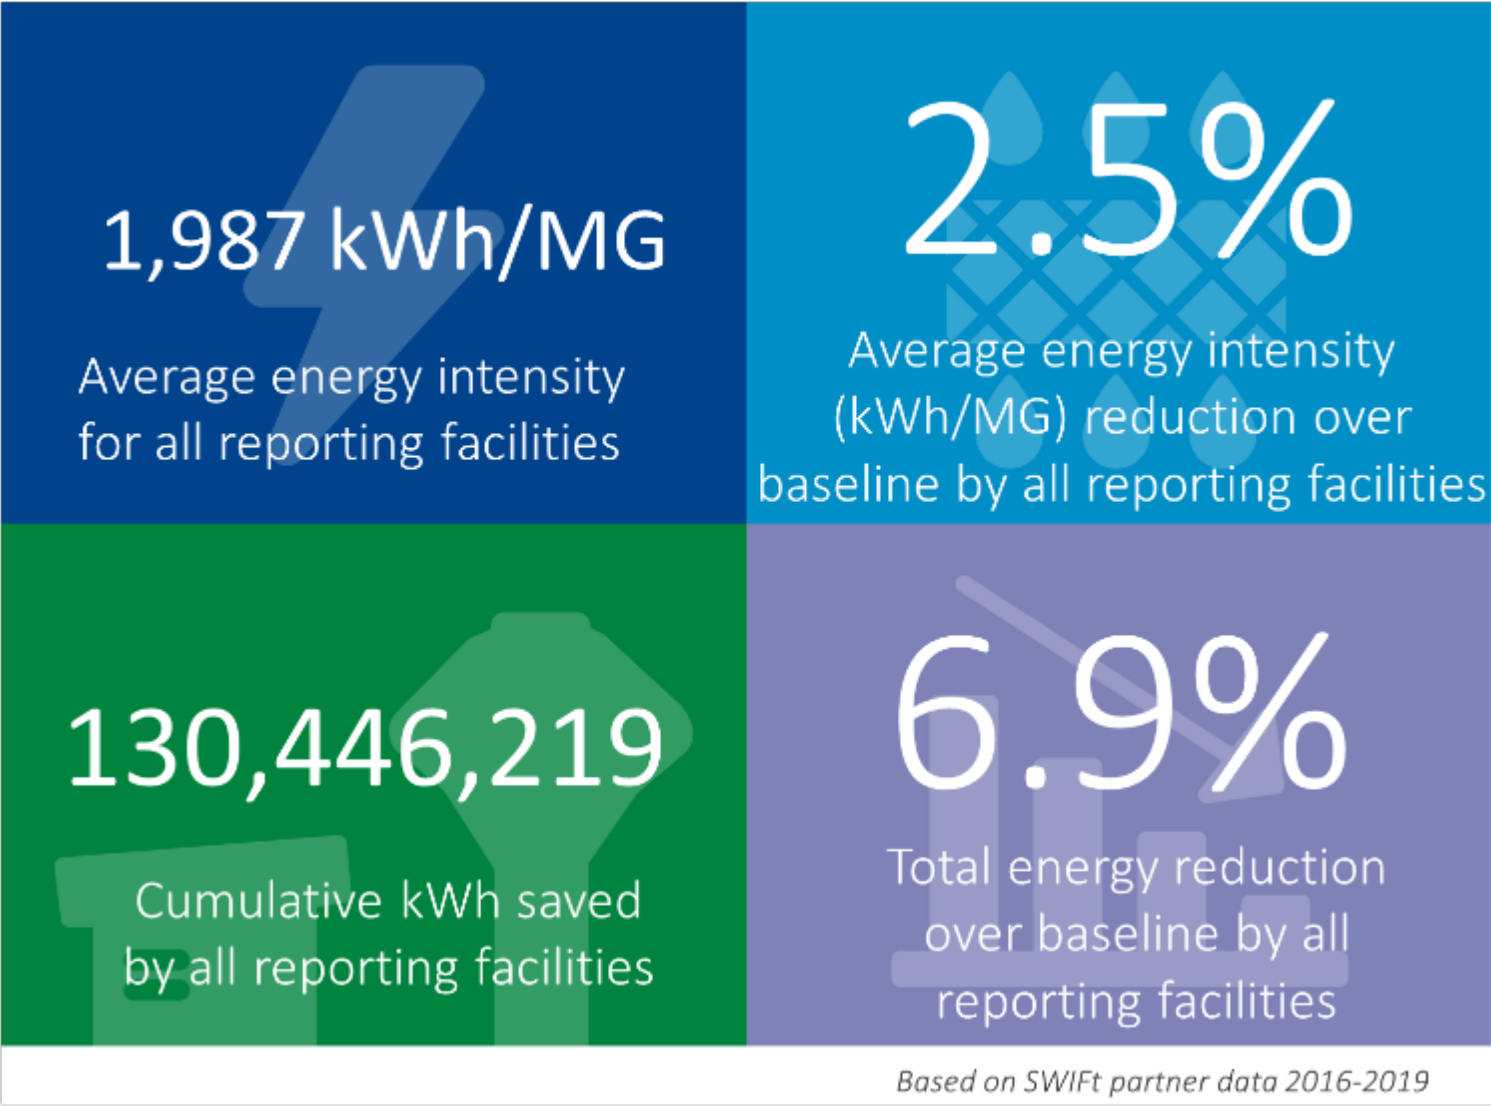 1,987 kWh/MG
Average energy intensity
for all reporting facilities
2.5%
Average energy intensity
(kWh/MG) reduction over
baseline by all reporting facilities
130,446,219
Cumulative kWh saved
by all reporting facilities
6.9%
Total energy reduction
over baseline by all
reporting facilities
Based on SWIFt partner data 2016-2019